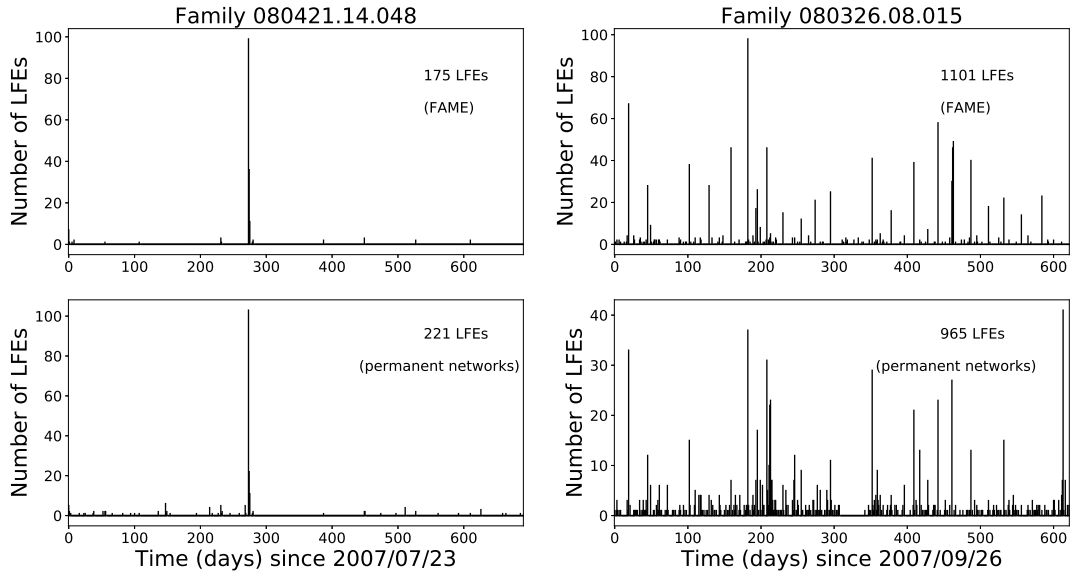 Family 080421.14.048
Number of LFEs
100
80
60
40
20
0
175 LFEs
(FAME)
0 100 200 300 400 500 600
Family 080326.08.015
Number of LFEs
100
80
60
40
20
0
1101 LFEs
(FAME)
0 100 200 300 400 500 600
Number of LFEs
100
80
60
40
20
0
221 LFEs
(permanent networks)
0 100 200 300 400 500 600
Time (days) since 2007/07/23
Number of LFEs
40
30
20
10
0
965 LFEs
(permanent networks)
0 100 200 300 400 500 600
Time (days) since 2007/09/26